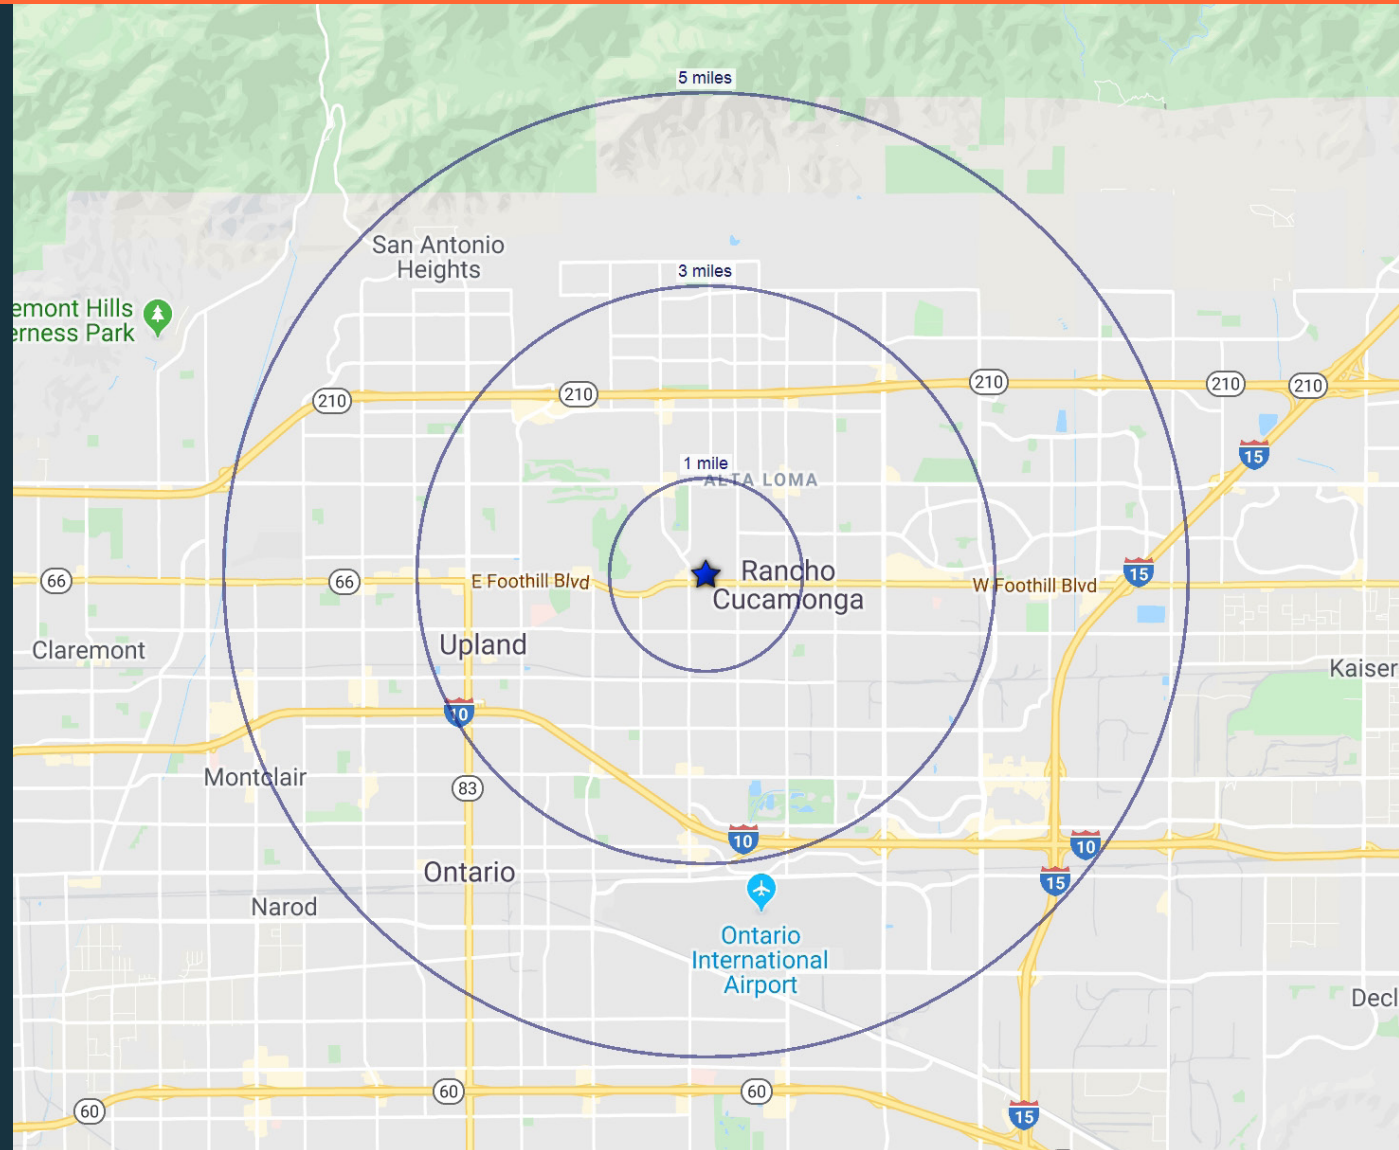 5 miles
San Antonio
Heights
3 miles
emont Hills
erness Park
210
210
210
210
210
15
1 mile
ALTA LOMA
66
66
E Foothill Blvd
Rancho
Cucamonga
W Foothill Blvd
15
Claremont
Upland
Kaiser
10
Montclair
83
10
10
Ontario
15
Narod
Ontario
International
Airport
Decl
60
60
60
15